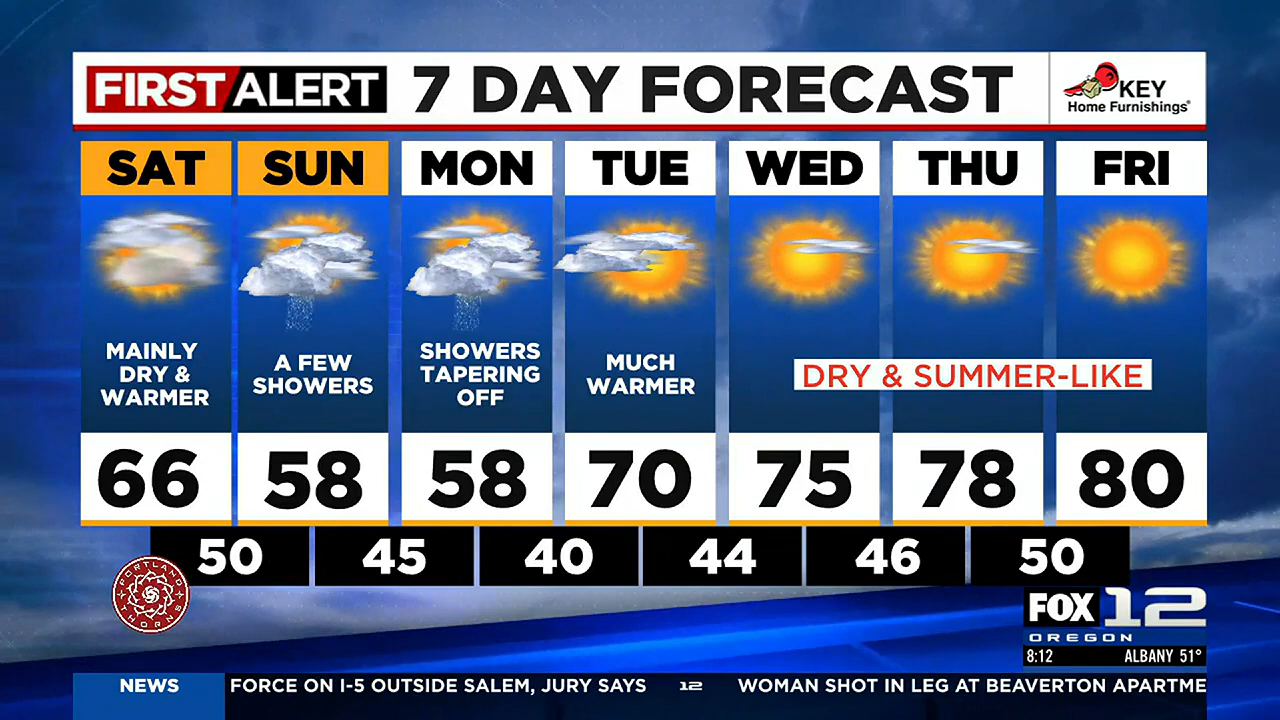 FIRST ALERT 7 DAY FORECAST
KEY
Home Furnishings®
SAT SUN MON TUE WED THU FRI
MAINLY
DRY &
WARMER
A FEW
SHOWERS
SHOWERS
TAPERING
OFF
MUCH
WARMER
DRY & SUMMER-LIKE
66 58 58 70 75 78 80
50 45 40 44 46 50
PORTLAND
THORNS
FOX 12
OREGON
8:12 ALBANY 51°
NEWS FORCE ON I-5 OUTSIDE SALEM, JURY SAYS 12 WOMAN SHOT IN LEG AT BEAVERTON APARTME